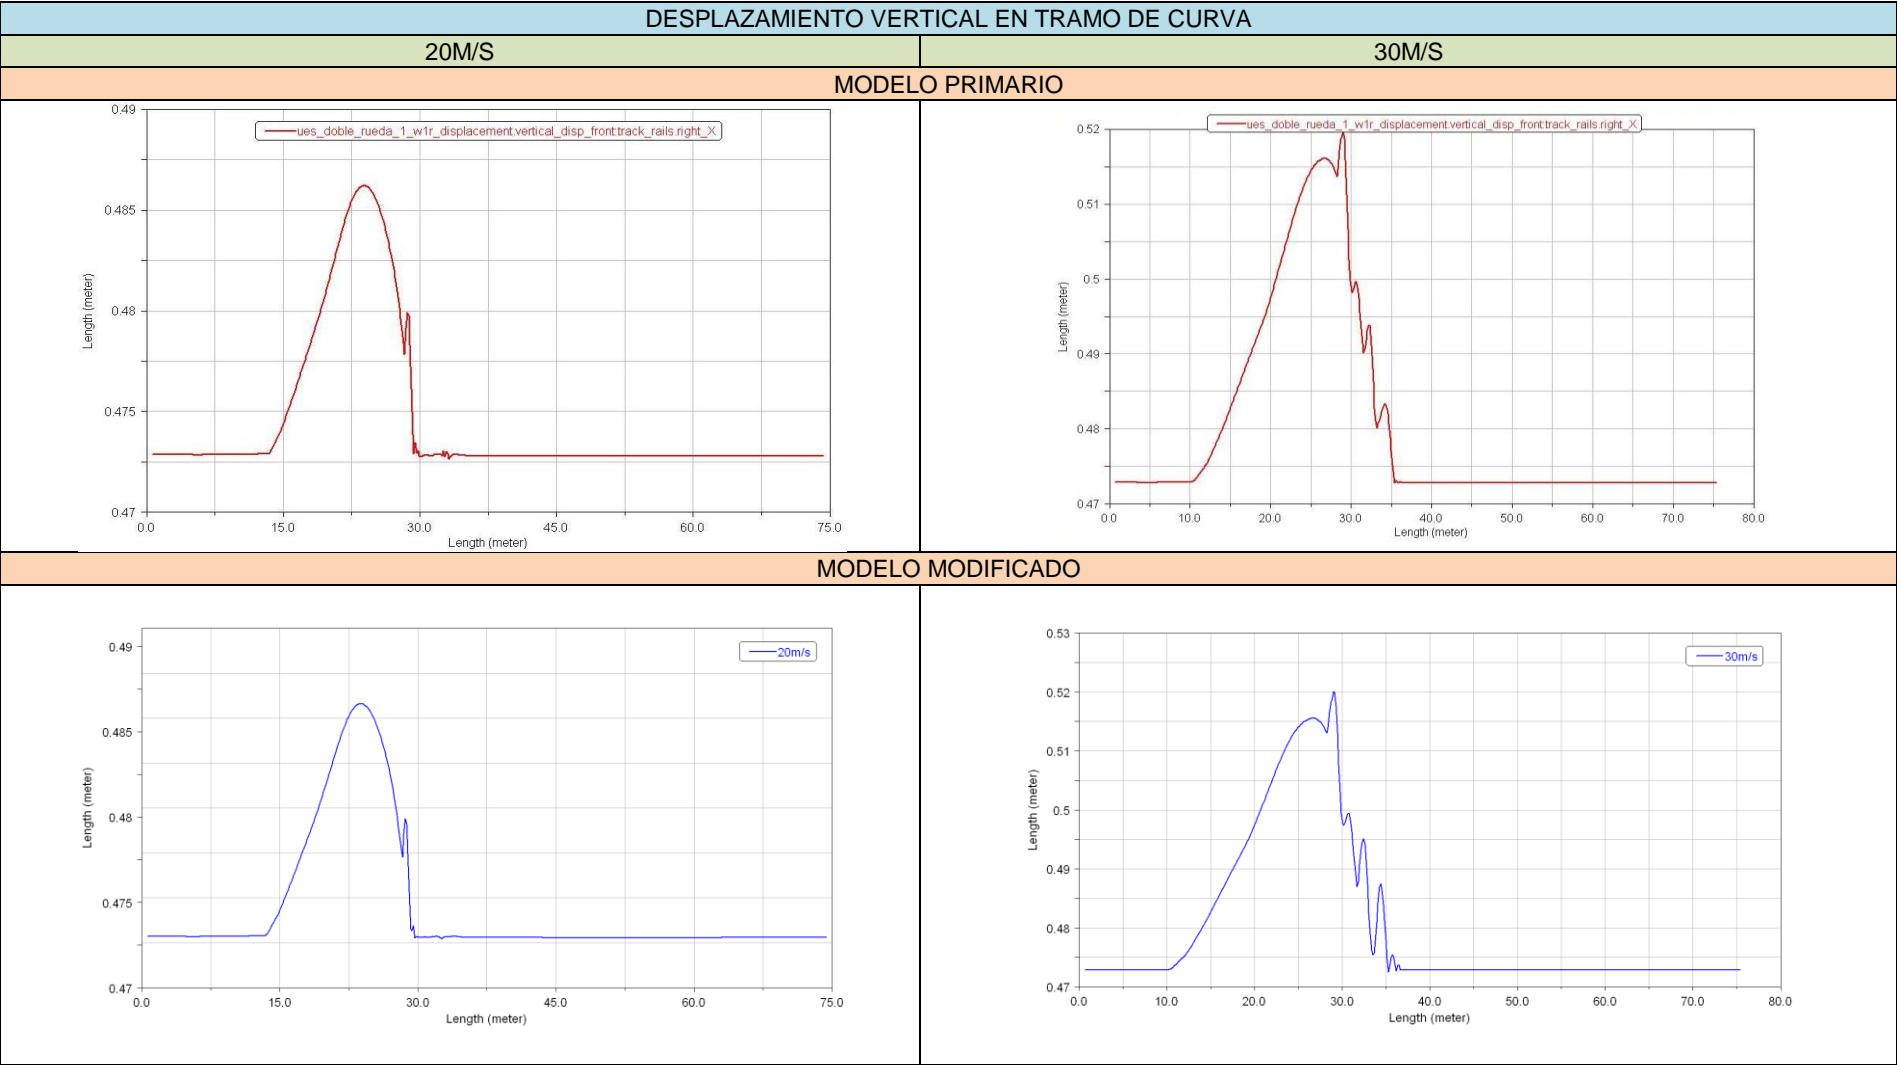 DESPLAZAMIENTO VERTICAL EN TRAMO DE CURVA
20M/S 30M/S
MODELO PRIMARIO
0.49
ues_doble_rueda_1_w1r_displacement.vertical_disp_front:track_rails.right_X
0.485
0.48
0.475
0.47
Length (meter)
0.0 15.0 30.0 45.0 60.0 75.0
Length (meter)
ues_doble_rueda_1_w1r_displacement.vertical_disp_front:track_rails.right_X
0.52
0.51
0.5
0.49
0.48
0.47
Length (meter)
0.0 10.0 20.0 30.0 40.0 50.0 60.0 70.0 80.0
Length (meter)
MODELO MODIFICADO
20m/s
0.49
0.485
0.48
0.475
0.47
Length (meter)
0.0 15.0 30.0 45.0 60.0 75.0
Length (meter)
0.53
30m/s
0.52
0.51
0.5
0.49
0.48
0.47
Length (meter)
0.0 10.0 20.0 30.0 40.0 50.0 60.0 70.0 80.0
Length (meter)